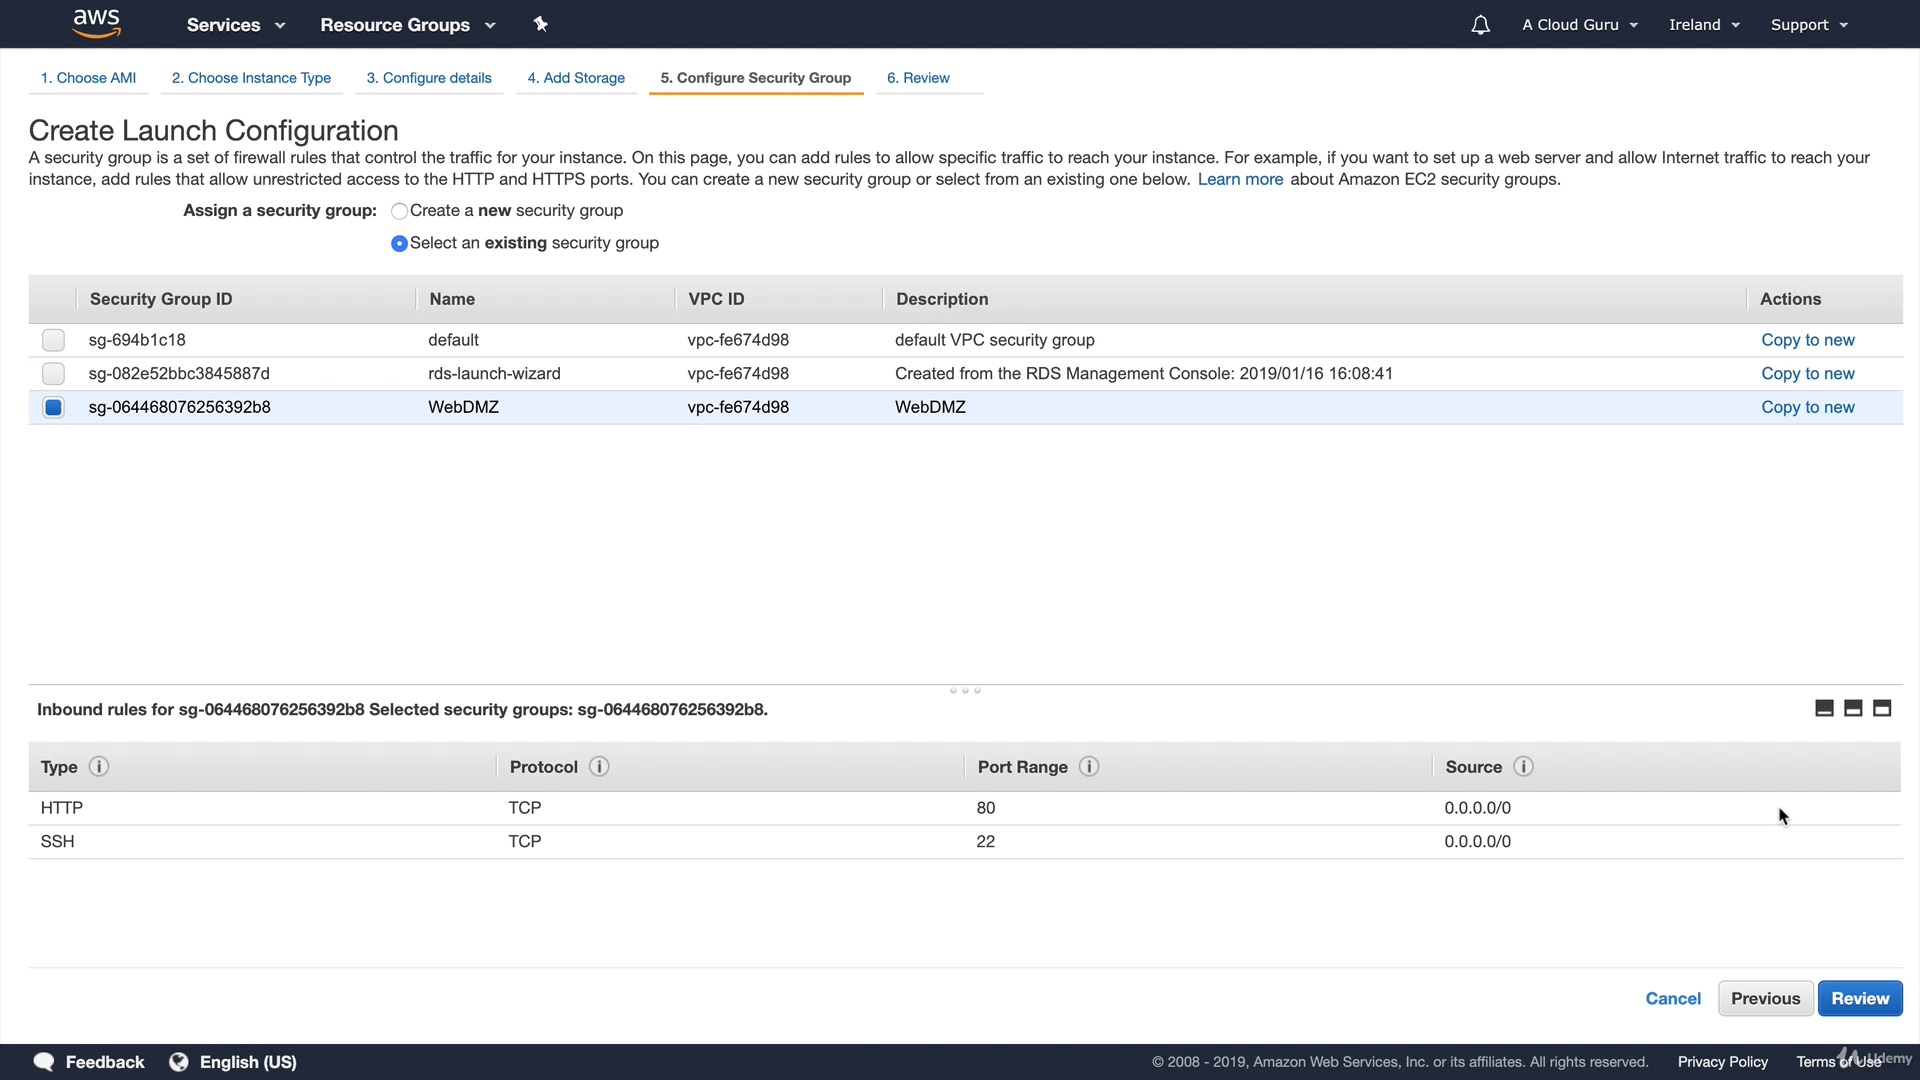 aws Services Resource Groups A Cloud Guru Ireland Support
1. Choose AMI 2. Choose Instance Type 3. Configure details 4. Add Storage 5. Configure Security Group 6. Review
Create Launch Configuration
A security group is a set of firewall rules that control the traffic for your instance. On this page, you can add rules to allow specific traffic to reach your instance. For example, if you want to set up a web server and allow Internet traffic to reach your
instance, add rules that allow unrestricted access to the HTTP and HTTPS ports. You can create a new security group or select from an existing one below. Learn more about Amazon EC2 security groups.
Assign a security group: Create a new security group
Select an existing security group
Security Group ID Name VPC ID Description Actions
sg-694b1c18 default vpc-fe674d98 default VPC security group Copy to new
sg-082e52bbc3845887d rds-launch-wizard vpc-fe674d98 Created from the RDS Management Console: 2019/01/16 16:08:41 Copy to new
sg-064468076256392b8 WebDMZ vpc-fe674d98 WebDMZ Copy to new
Inbound rules for sg-064468076256392b8 Selected security groups: sg-064468076256392b8.
Type i Protocol i Port Range i Source i
HTTP TCP 80 0.0.0.0/0
SSH TCP 22 0.0.0.0/0
Cancel Previous Review
Feedback English (US) © 2008 - 2019, Amazon Web Services, Inc. or its affiliates. All rights reserved. Privacy Policy Terms of Use
Udemy